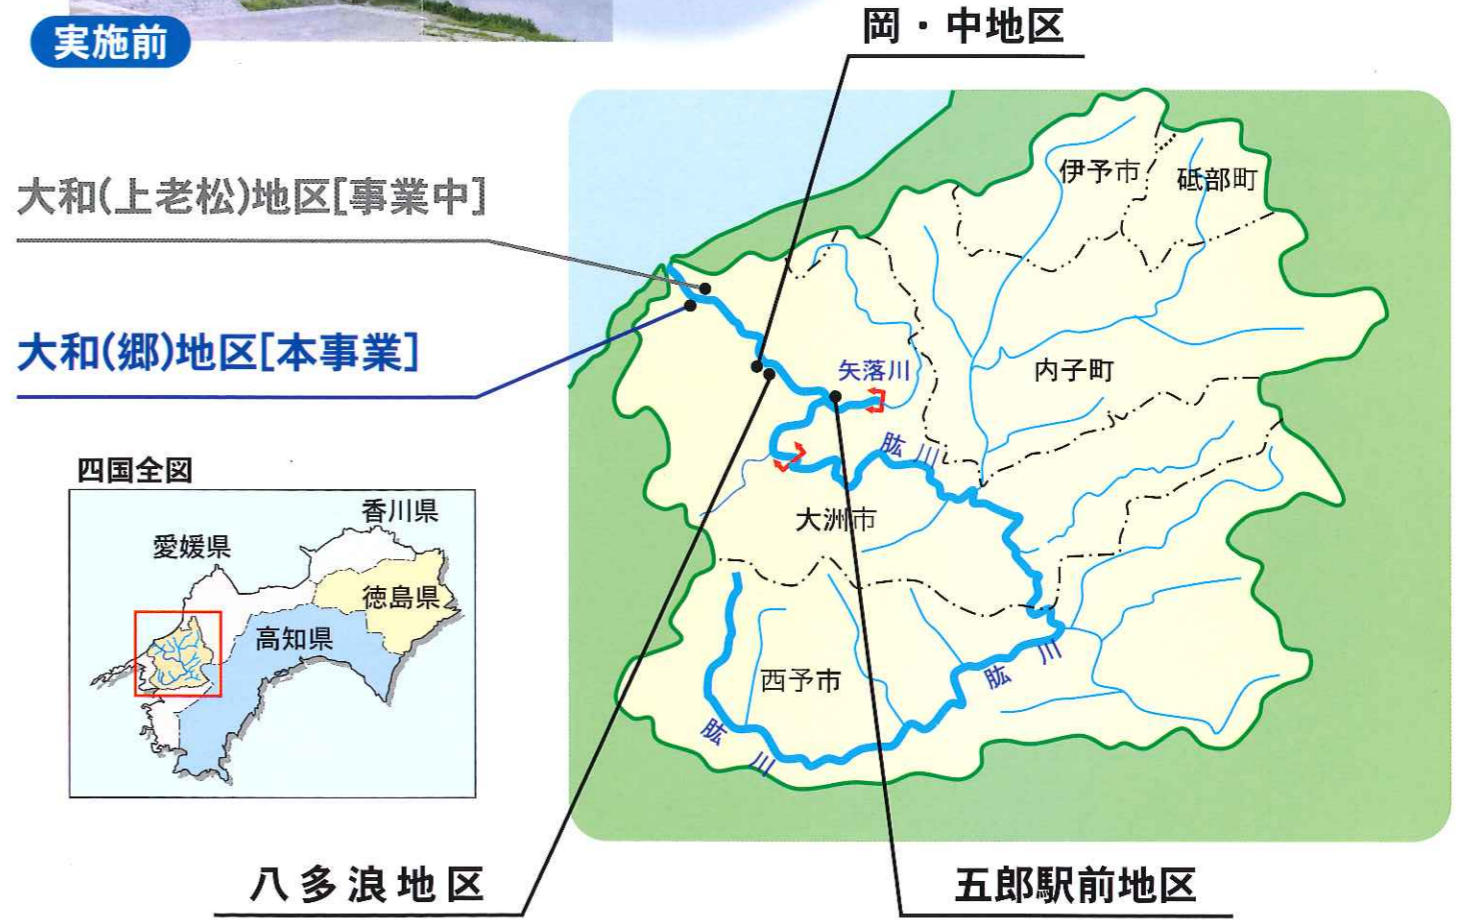 実施前
岡・中地区
大和(上老松)地区[事業中]
大和(郷)地区[本事業]
伊予市
砥部町
矢落川
内子町
肱川
大洲市
西予市
肱川
肱川
四国全図
香川県
愛媛県
徳島県
高知県
八多浪地区
五郎駅前地区